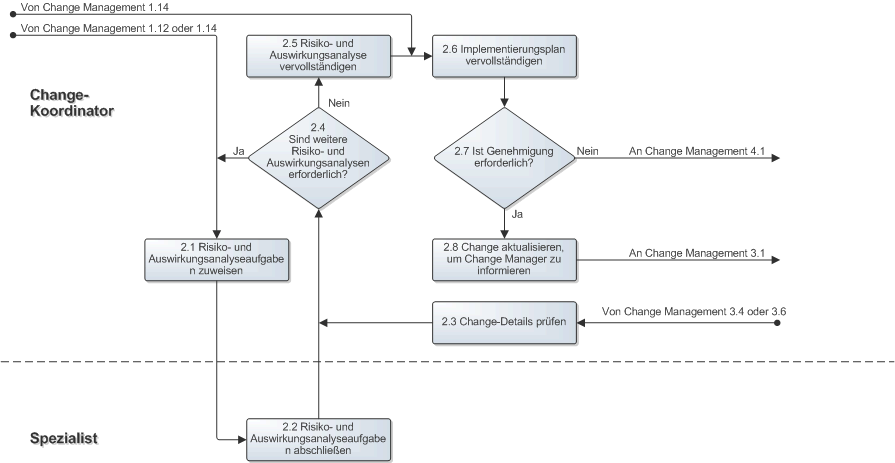 Von Change Management 1.14
Von Change Management 1.12 oder 1.14
2.5 Risiko- und
Auswirkungsanalyse
vervollständigen
2.6 Implementierungsplan
vervollständigen
Change-
Koordinator
Nein
2.4
Sind weitere
Risiko- und
Auswirkungsanalysen
erforderlich?
Ja
2.7 Ist Genehmigung
erforderlich?
Nein
An Change Management 4.1
Ja
2.1 Risiko- und
Auswirkungsanalyseaufgabe
n zuweisen
2.8 Change aktualisieren,
um Change Manager zu
informieren
An Change Management 3.1
2.3 Change-Details prüfen
Von Change Management 3.4 oder 3.6
Spezialist
2.2 Risiko- und
Auswirkungsanalyseaufgabe
n abschließen